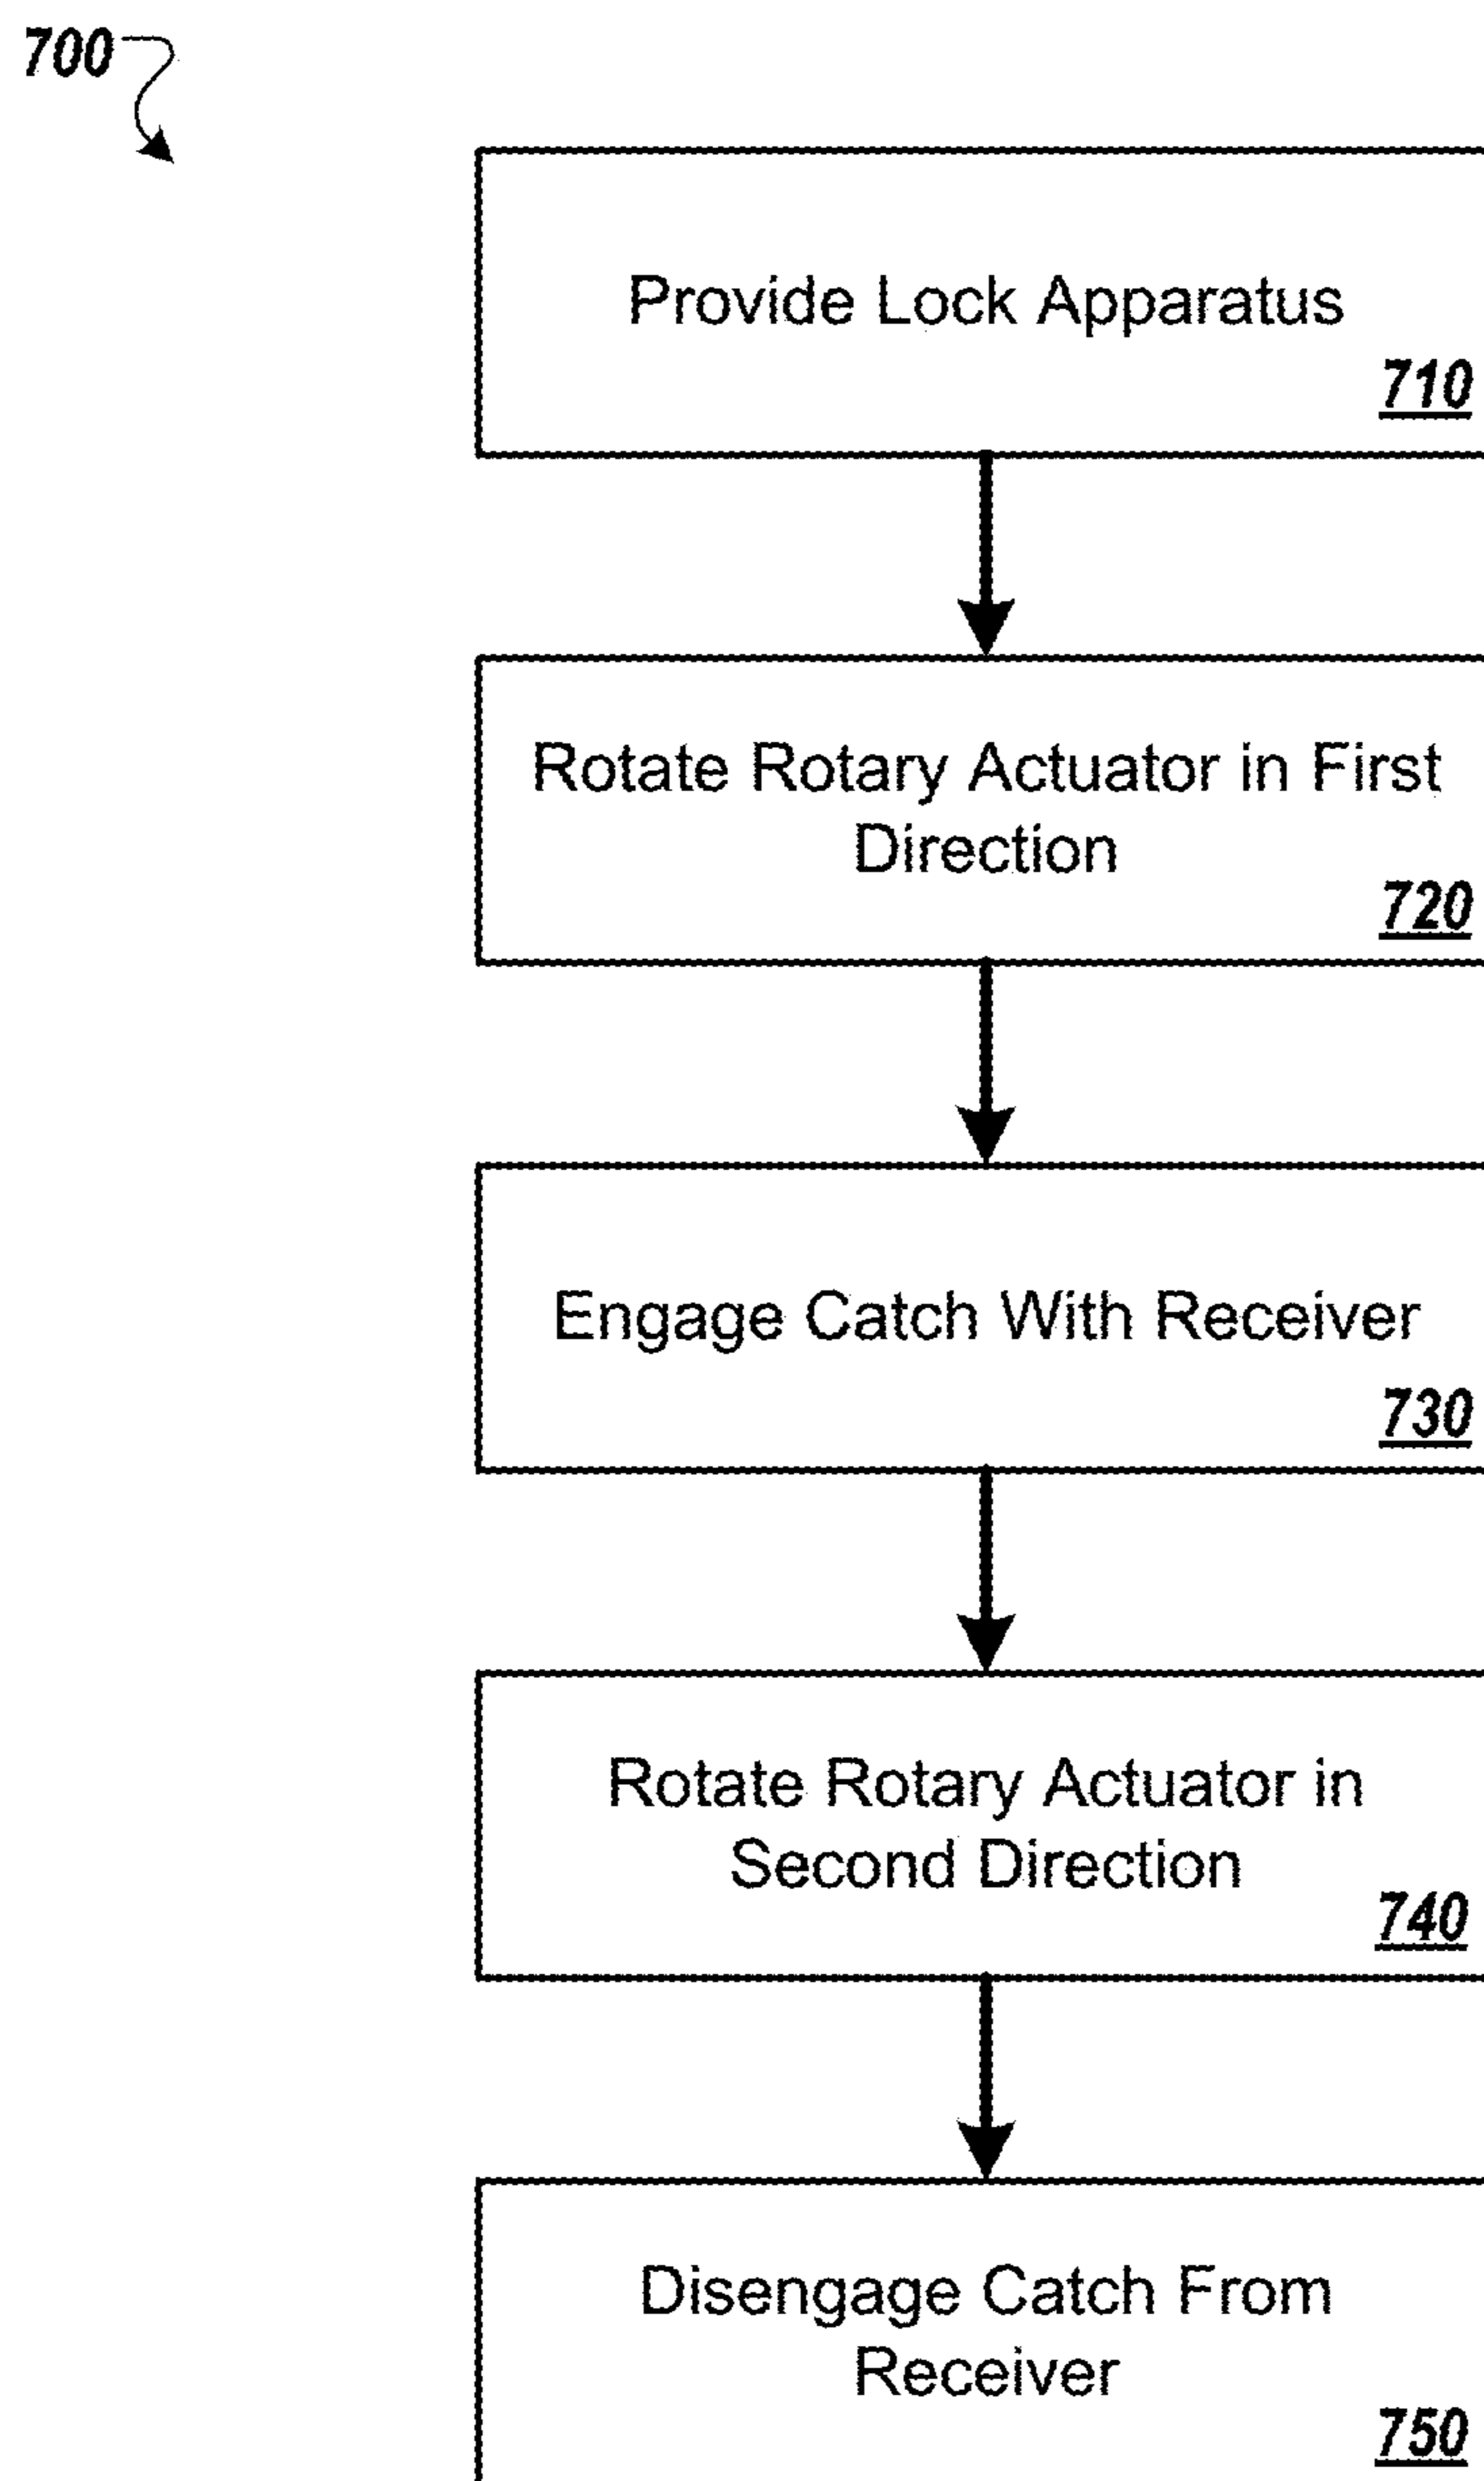 700
Provide Lock Apparatus
710
Rotate Rotary Actuator in First
Direction
720
Engage Catch With Receiver
730
Rotate Rotary Actuator in
Second Direction
740
Disengage Catch From
Receiver
750